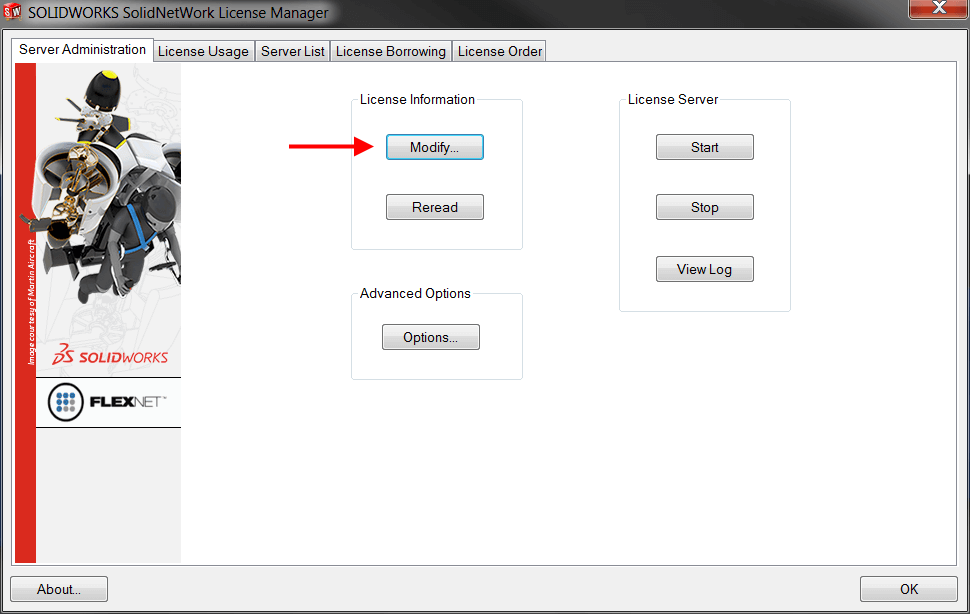 SOLIDWORKS SolidNetWork License Manager
Server Administration
License Usage
Server List
License Borrowing
License Order
License Information
Modify...
Reread
License Server
Start
Stop
View Log
Advanced Options
Options...
Image courtesy of Martin Aircraft
SOLIDWORKS
FLEXNET™
About...
OK